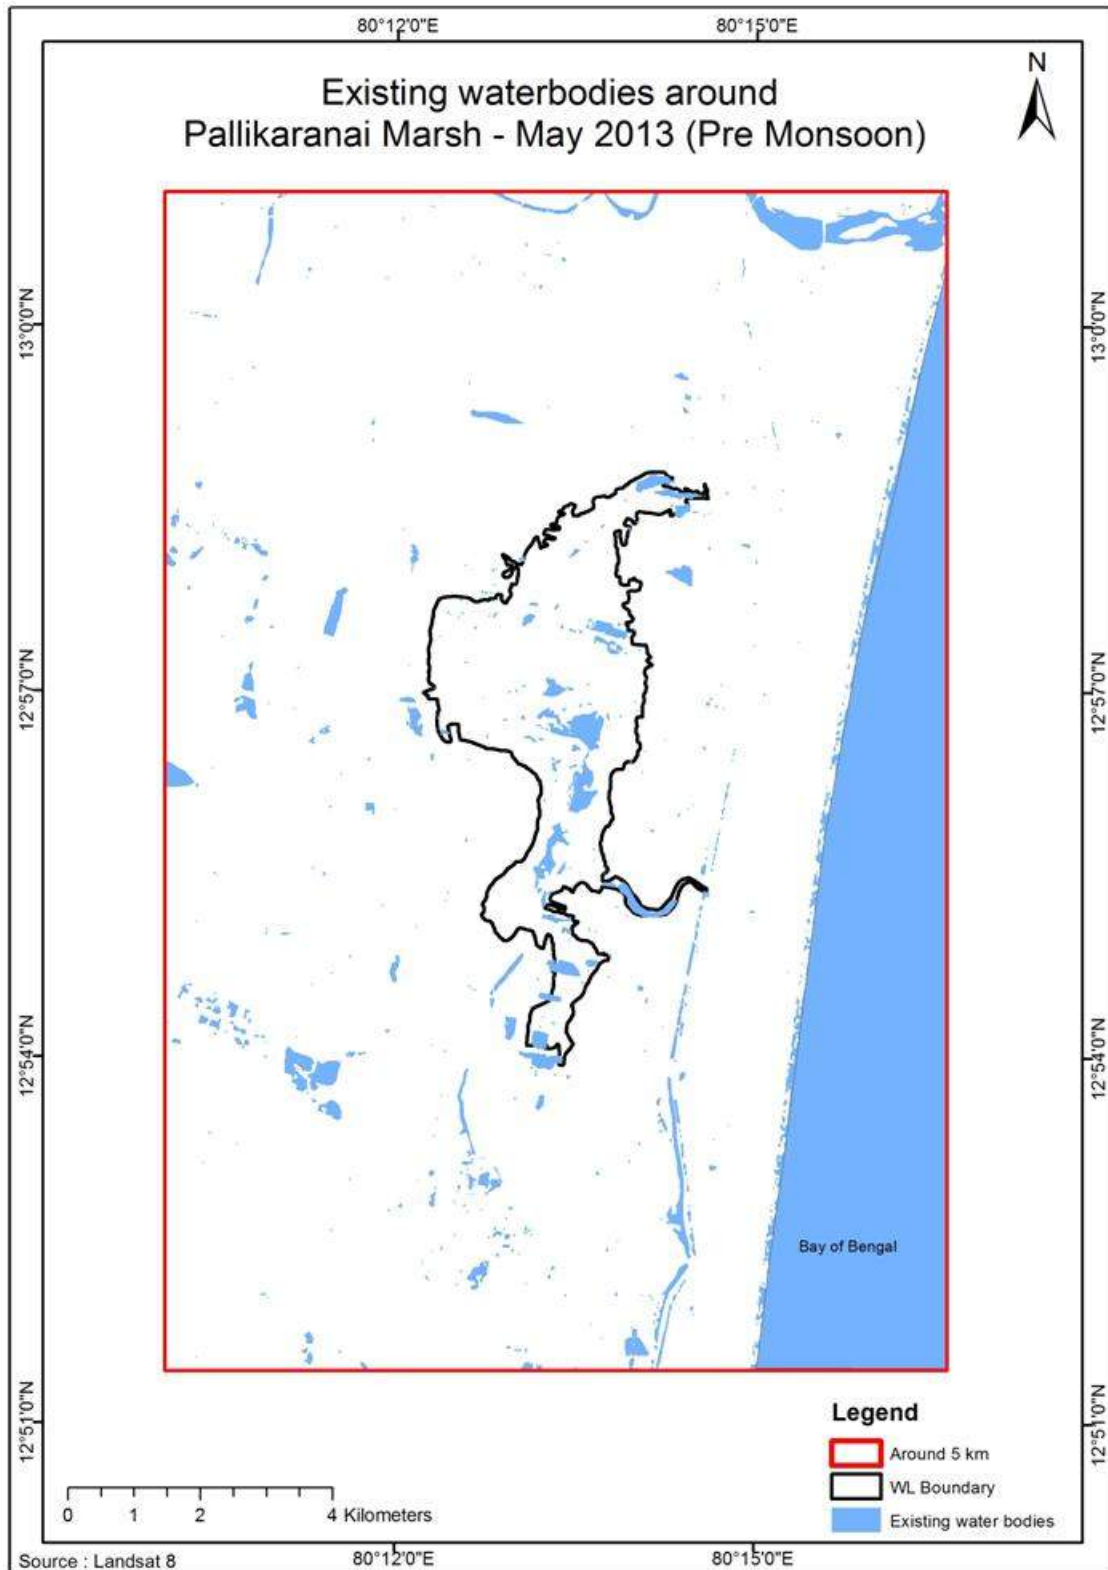 80°12'0"E 80°15'0"E
N
Existing waterbodies around
Pallikaranai Marsh - May 2013 (Pre Monsoon)
13°0'0"N 13°0'0"N
12°57'0"N 12°57'0"N
12°54'0"N 12°54'0"N
Bay of Bengal
12°51'0"N 12°51'0"N
Legend
Around 5 km
WL Boundary
Existing water bodies
0 1 2 4 Kilometers
Source : Landsat 8
80°12'0"E 80°15'0"E